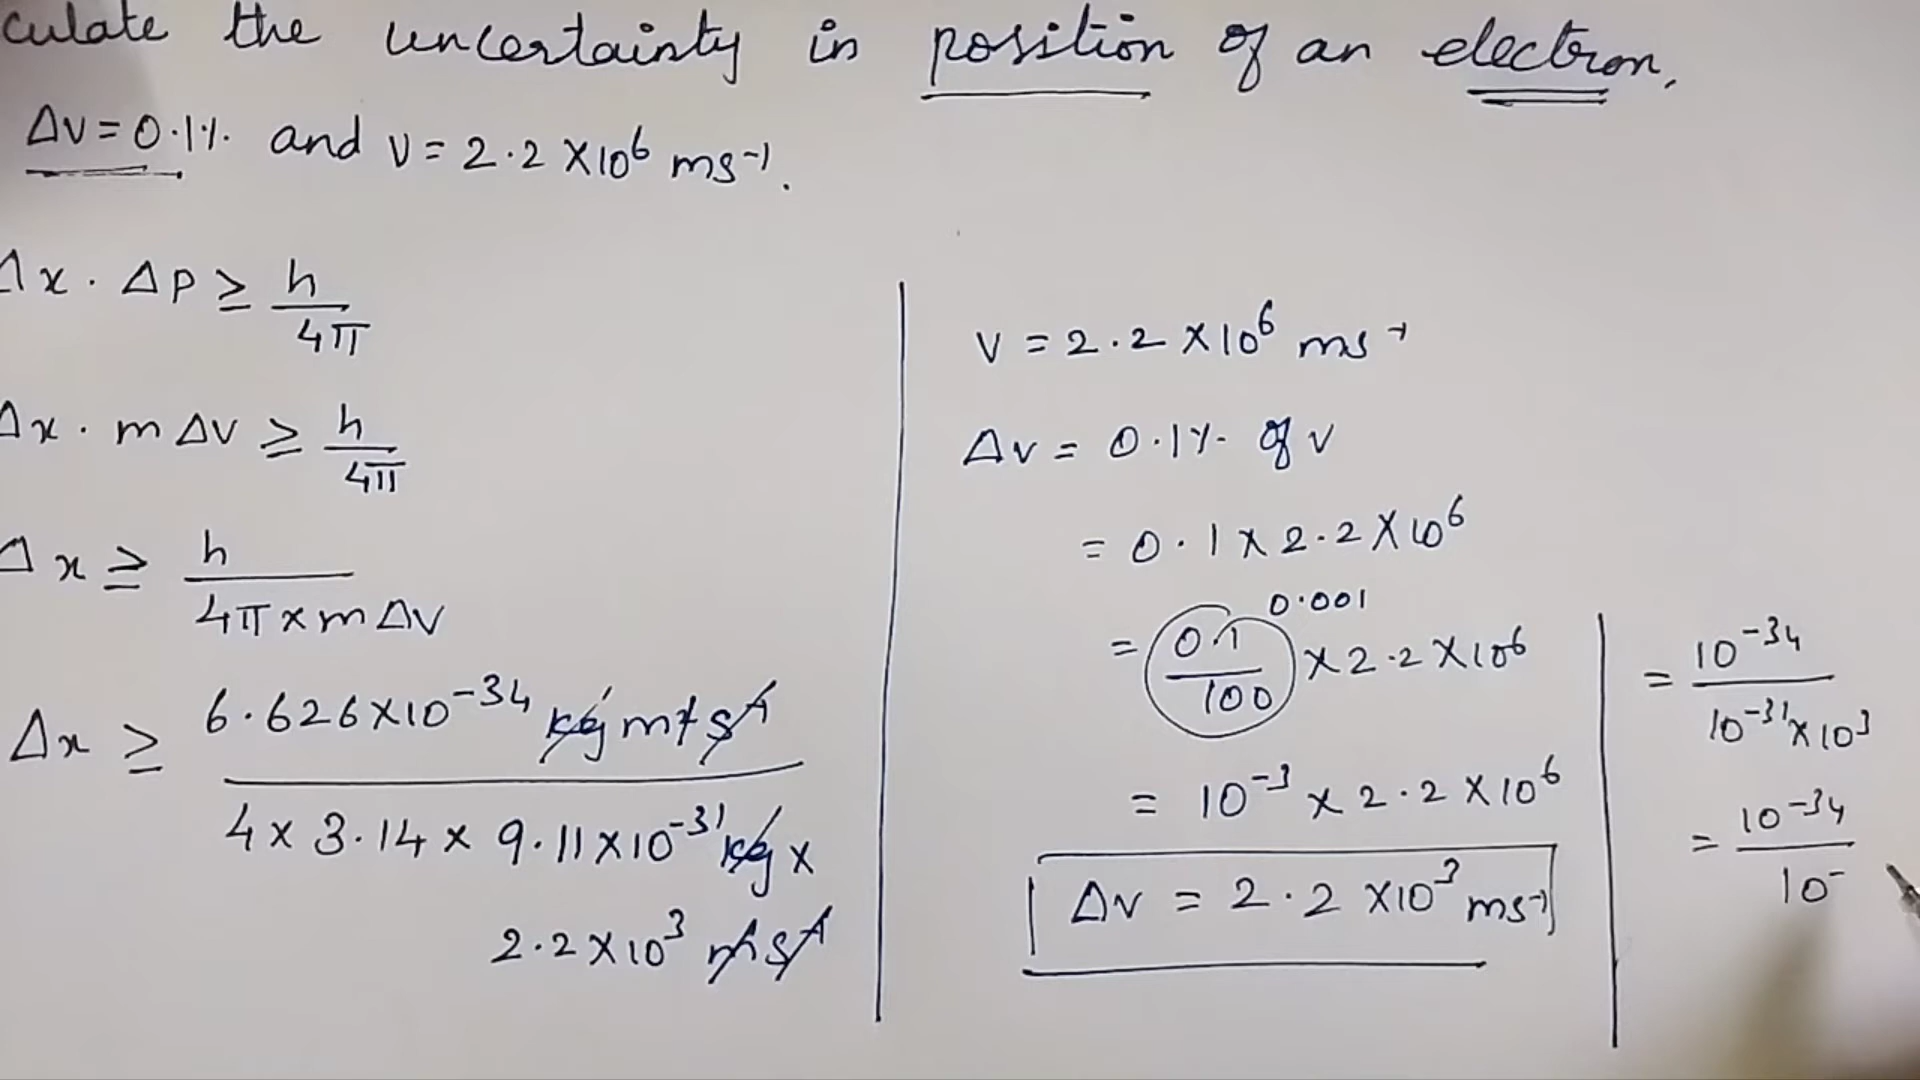 culate the uncertainty in position of an electron.
ΔV = 0.1% and V = 2.2 × 10⁶ ms⁻¹.
Δx · Δp ≥ h/4π
Δx · m ΔV ≥ h/4π
Δx ≥ h/4π × m ΔV
Δx ≥ 6.626 × 10⁻³⁴ kg m² s⁻¹
4 × 3.14 × 9.11 × 10⁻³¹ kg ×
2.2 × 10³ m s⁻¹
V = 2.2 × 10⁶ ms⁻¹
Δv = 0.1% of v
= 0.1 × 2.2 × 10⁶
0.001
= 0.1/100 × 2.2 × 10⁶
= 10⁻³ × 2.2 × 10⁶
Δv = 2.2 × 10³ ms⁻¹
= 10⁻³⁴/10⁻³¹ × 10³
= 10⁻³⁴/10⁻